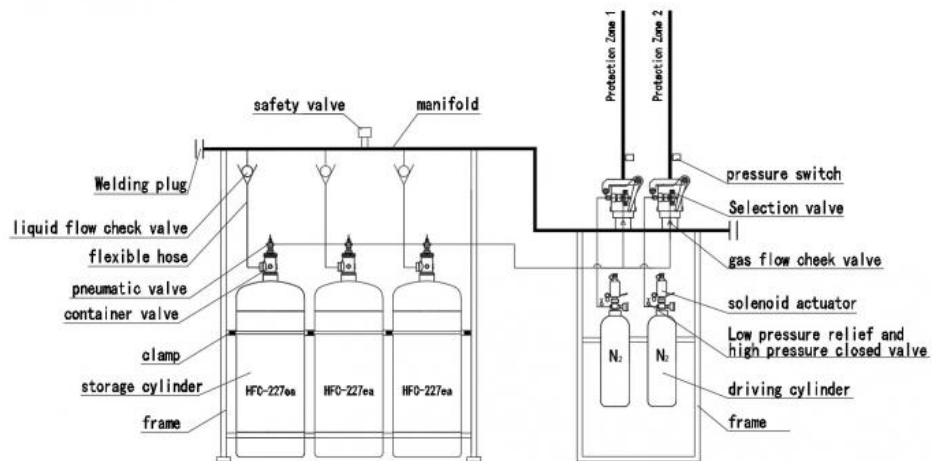 Protection Zone 1
Protection Zone 2
safety valve
manifold
Welding plug
pressure switch
liquid flow check valve
Selection valve
flexible hose
gas flow cheek valve
pneumatic valve
container valve
solenoid actuator
clamp
Low pressure relief and
high pressure closed valve
storage cylinder
HFC-227ea
HFC-227ea
HFC-227ea
N₂
N₂
driving cylinder
frame
frame